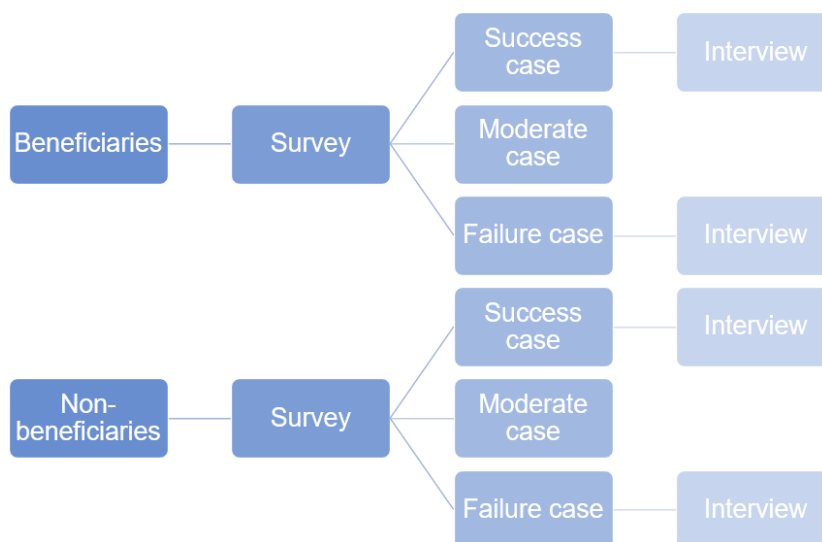 Beneficiaries
Survey
Success
case
Interview
Moderate
case
Failure case
Interview
Non-
beneficiaries
Survey
Success
case
Interview
Moderate
case
Failure case
Interview